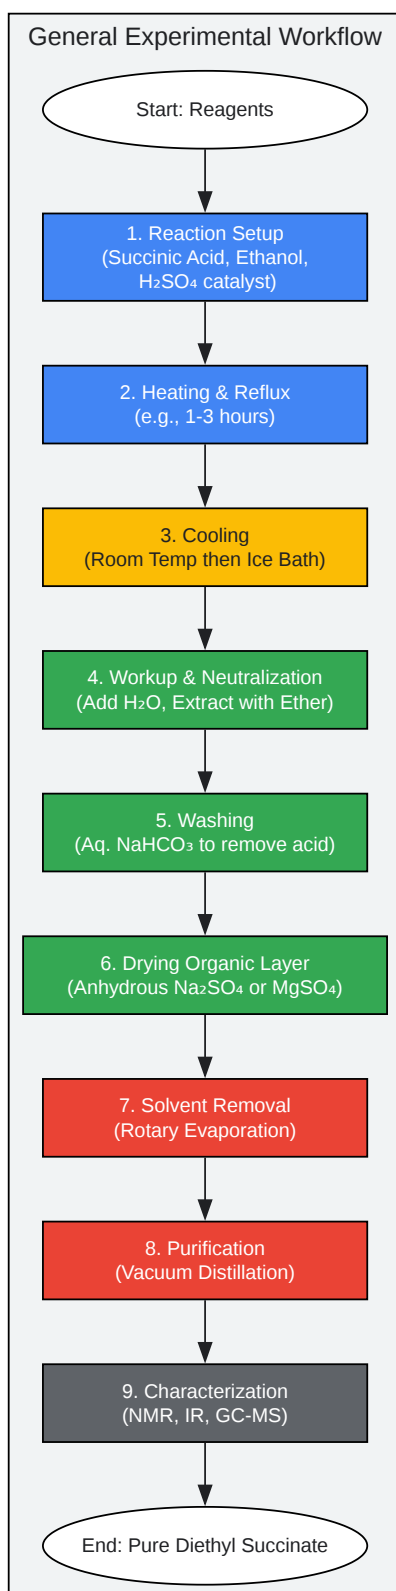 General Experimental Workflow
Start: Reagents
1. Reaction Setup
(Succinic Acid, Ethanol,
H₂SO₄ catalyst)
2. Heating & Reflux
(e.g., 1-3 hours)
3. Cooling
(Room Temp then Ice Bath)
4. Workup & Neutralization
(Add H₂O, Extract with Ether)
5. Washing
(Aq. NaHCO₃ to remove acid)
6. Drying Organic Layer
(Anhydrous Na₂SO₄ or MgSO₄)
7. Solvent Removal
(Rotary Evaporation)
8. Purification
(Vacuum Distillation)
9. Characterization
(NMR, IR, GC-MS)
End: Pure Diethyl Succinate